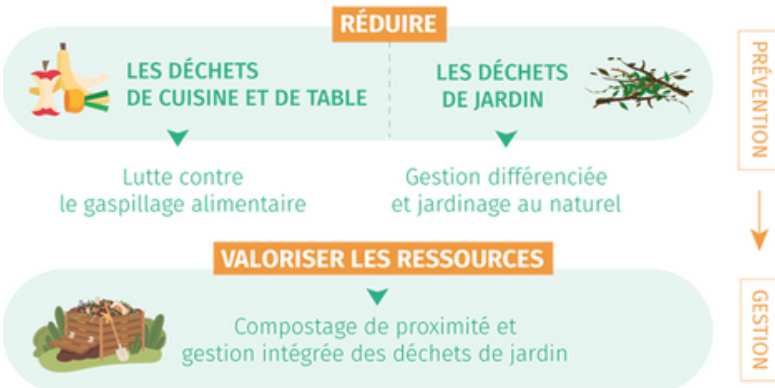 RÉDUIRE
LES DÉCHETS
DE CUISINE ET DE TABLE
LES DÉCHETS
DE JARDIN
Lutte contre
le gaspillage alimentaire
Gestion différenciée
et jardinage au naturel
PRÉVENTION
VALORISER LES RESSOURCES
Compostage de proximité et
gestion intégrée des déchets de jardin
GESTION